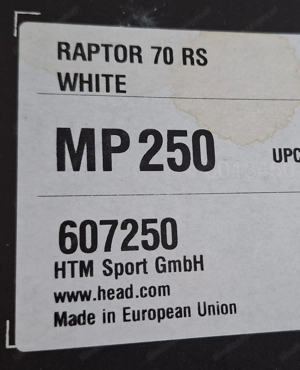 RAPTOR 70 RS
WHITE
MP 250
UPC
607250
HTM Sport GmbH
www.head.com
Made in European Union